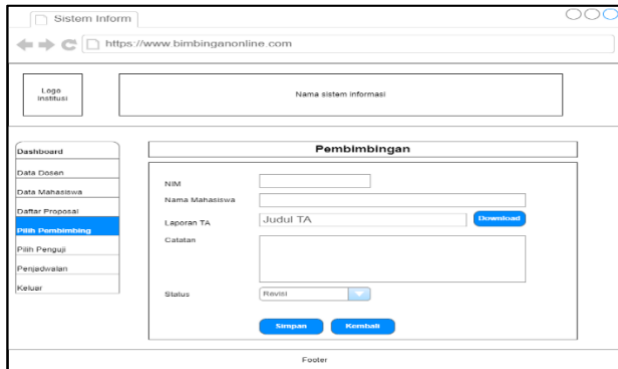 Sistem Inform
https://www.bimbinganonline.com
Logo
Institusi
Nama sistem informasi
Dashboard
Data Dosen
Data Mahasiswa
Daftar Proposal
Pilih Pembimbing
Pilih Penguji
Penjadwalan
Keluar
Pembimbingan
NIM
Nama Mahasiswa
Laporan TA
Judul TA
Download
Catatan
Status
Revisi
Simpan
Kembali
Footer